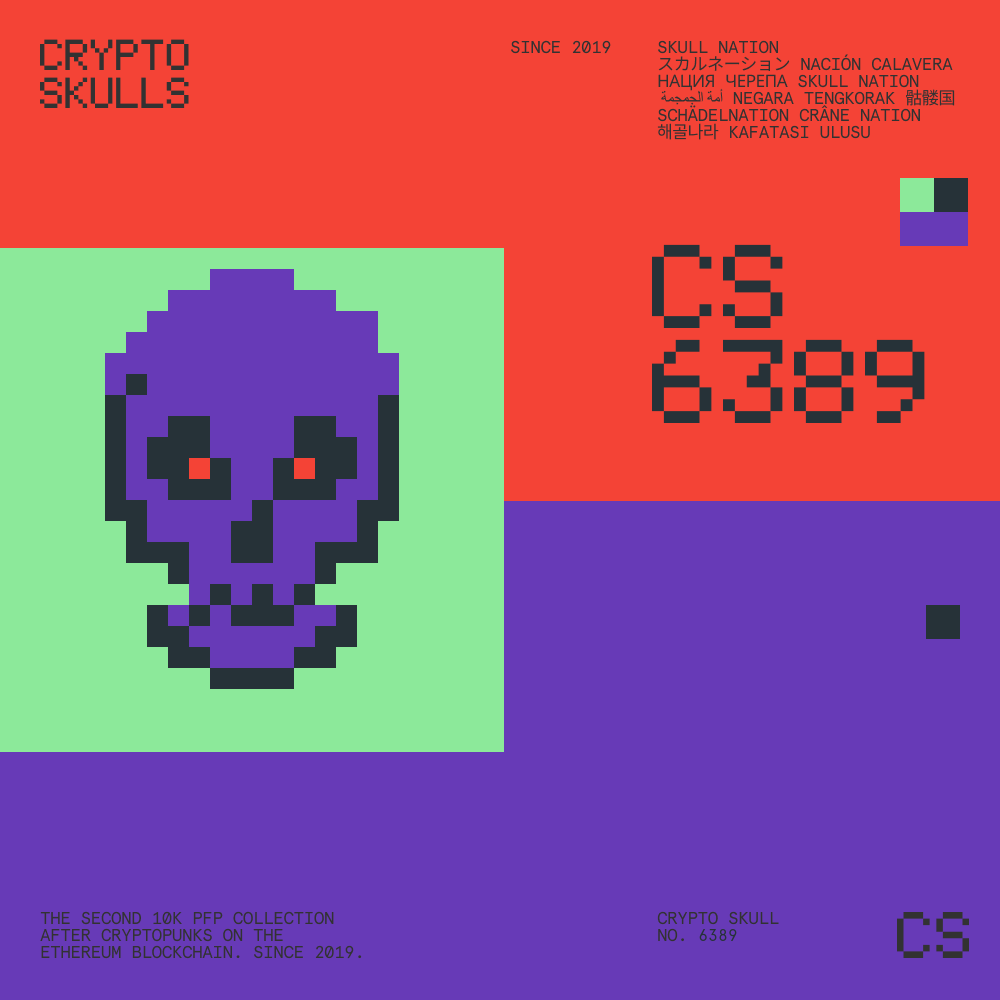 CRYPTO
SKULLS
SINCE 2019
SKULL NATION
スカルネーション NACIÓN CALAVERA
НАЦИЯ ЧЕРЕПА SKULL NATION
أمة الجمجمة NEGARA TENGKORAK 骷髅国
SCHÄDELNATION CRÂNE NATION
해골나라 KAFATASI ULUSU
CS
6389
THE SECOND 10K PFP COLLECTION
AFTER CRYPTOPUNKS ON THE
ETHEREUM BLOCKCHAIN. SINCE 2019.
CRYPTO SKULL
NO. 6389
CS